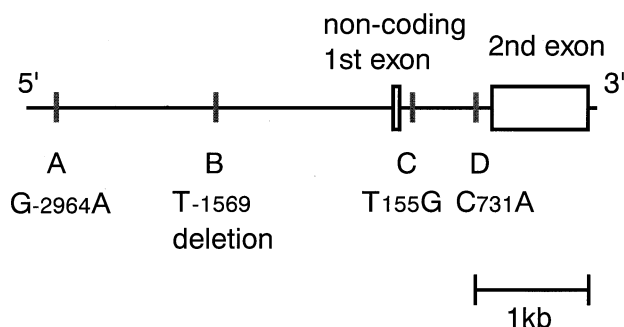 non-coding
1st exon
2nd exon
5'
3'
A
B
C
D
G-2964A
T-1569
deletion
T155G
C731A
1kb